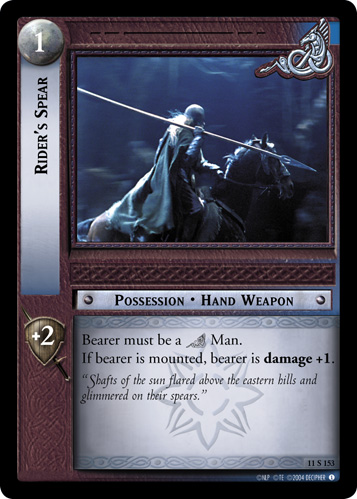 1
RIDER'S SPEAR
POSSESSION • HAND WEAPON
+2
Bearer must be a Man.
If bearer is mounted, bearer is damage +1.
“Shafts of the sun flared above the eastern hills and
glimmered on their spears.”
11 S 153
©NLP ©TE ©2004 DECIPHER